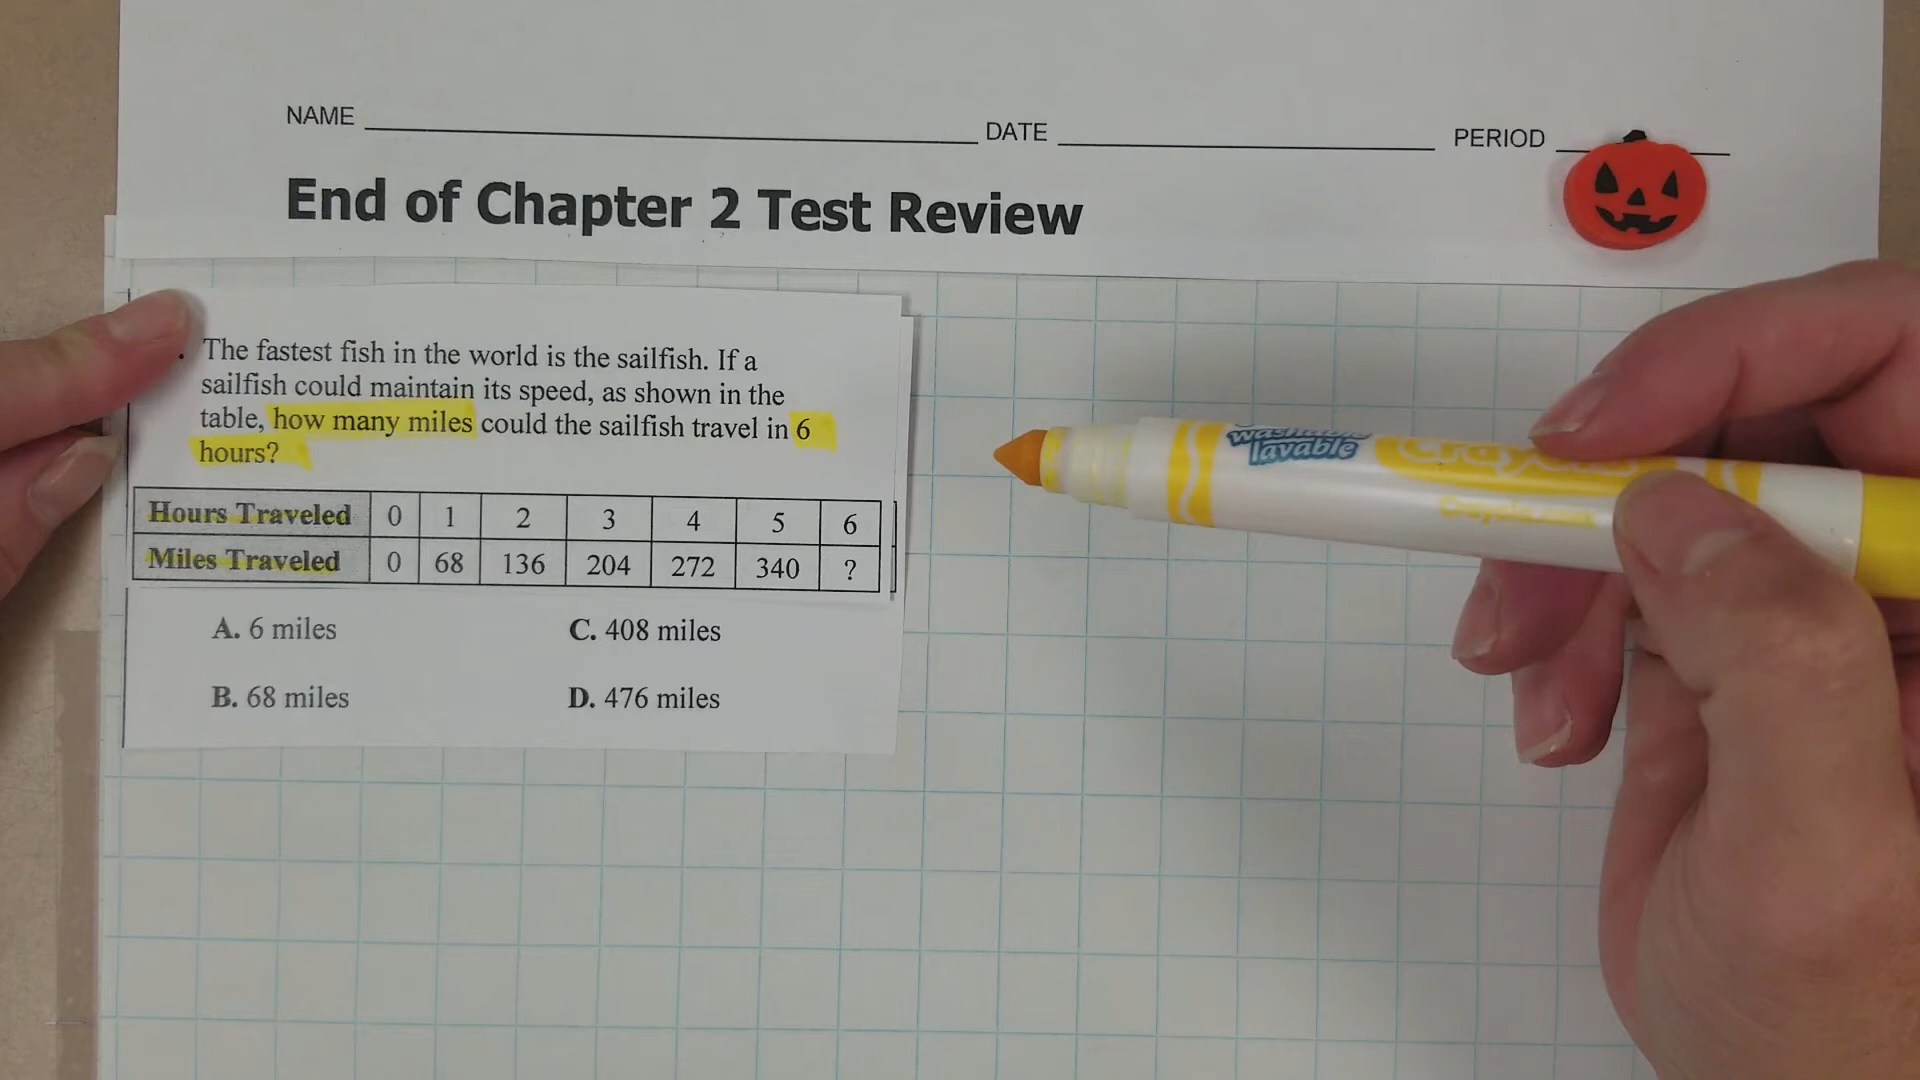 NAME DATE PERIOD
End of Chapter 2 Test Review
The fastest fish in the world is the sailfish. If a
sailfish could maintain its speed, as shown in the
table, how many miles could the sailfish travel in 6
hours?
Hours Traveled 0 1 2 3 4 5 6
Miles Traveled 0 68 136 204 272 340 ?
A. 6 miles C. 408 miles
B. 68 miles D. 476 miles
washable
lavable
Crayola
Crayola.com